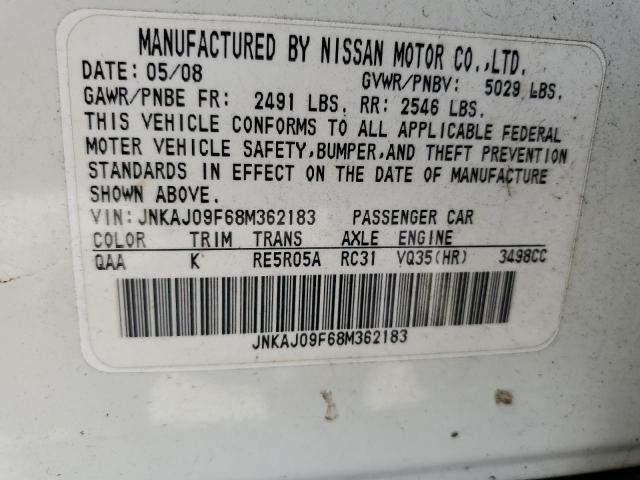 MANUFACTURED BY NISSAN MOTOR CO.,LTD.
DATE: 05/08 GVWR/PNBV: 5029 LBS.
GAWR/PNBE FR: 2491 LBS. RR: 2546 LBS.
THIS VEHICLE CONFORMS TO ALL APPLICABLE FEDERAL
MOTER VEHICLE SAFETY,BUMPER,AND THEFT PREVENTION
STANDARDS IN EFFECT ON THE DATE OF MANUFACTURE
SHOWN ABOVE.
VIN: JNKAJ09F68M362183 PASSENGER CAR
COLOR TRIM TRANS AXLE ENGINE
QAA K RE5R05A RC31 VQ35(HR) 3498CC
JNKAJ09F68M362183